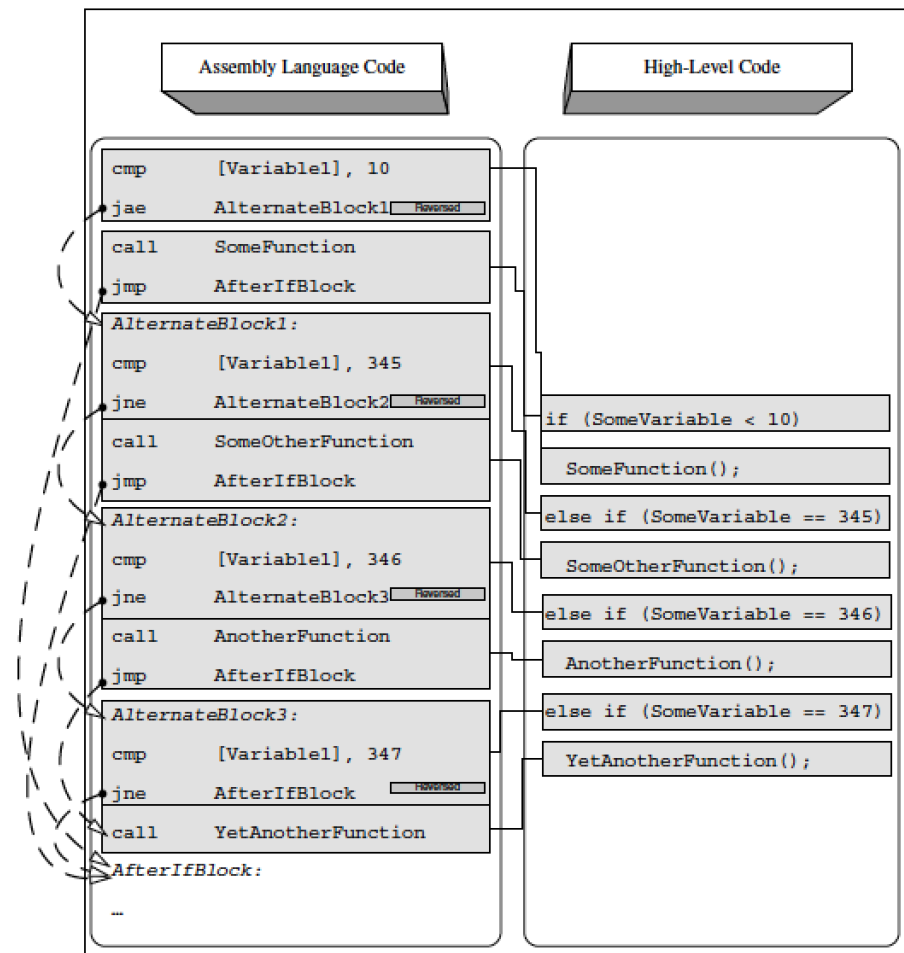 Assembly Language Code
High-Level Code
cmp [Variable1], 10
jae AlternateBlock1 Reversed
call SomeFunction
jmp AfterIfBlock
AlternateBlock1:
cmp [Variable1], 345
jne AlternateBlock2 Reversed
call SomeOtherFunction
jmp AfterIfBlock
AlternateBlock2:
cmp [Variable1], 346
jne AlternateBlock3 Reversed
call AnotherFunction
jmp AfterIfBlock
AlternateBlock3:
cmp [Variable1], 347
jne AfterIfBlock Reversed
call YetAnotherFunction
AfterIfBlock:
…
if (SomeVariable < 10)
SomeFunction();
else if (SomeVariable == 345)
SomeOtherFunction();
else if (SomeVariable == 346)
AnotherFunction();
else if (SomeVariable == 347)
YetAnotherFunction();